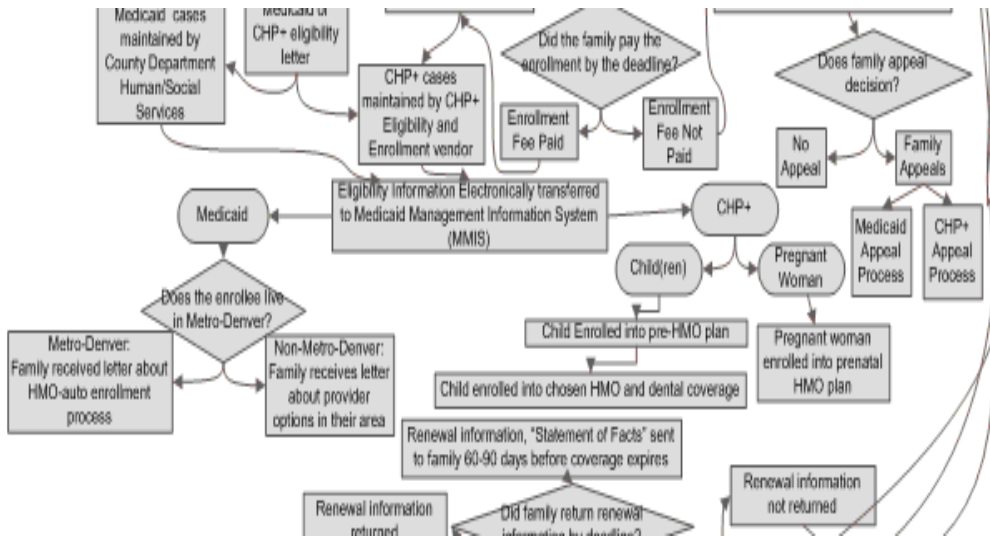 Medicaid cases
maintained by
County Department
Human/Social
Services
Medicaid or
CHP+ eligibility
letter
CHP+ cases
maintained by CHP+
Eligibility and
Enrollment vendor
Did the family pay the
enrollment by the deadline?
Enrollment
Fee Paid
Enrollment
Fee Not
Paid
Does family appeal
decision?
No
Appeal
Family
Appeals
Medicaid
Appeal
Process
CHP+
Appeal
Process
Eligibility Information Electronically transferred
to Medicaid Management Information System
(MMIS)
Medicaid
CHP+
Child(ren)
Pregnant
Woman
Does the enrollee live
in Metro-Denver?
Metro-Denver:
Family received letter about
HMO-auto enrollment
process
Non-Metro-Denver:
Family receives letter
about provider
options in their area
Child Enrolled into pre-HMO plan
Child enrolled into chosen HMO and dental coverage
Pregnant woman
enrolled into prenatal
HMO plan
Renewal information, "Statement of Facts" sent
to family 60-90 days before coverage expires
Renewal information
returned
Did family return renewal
information by deadline?
Renewal information
not returned